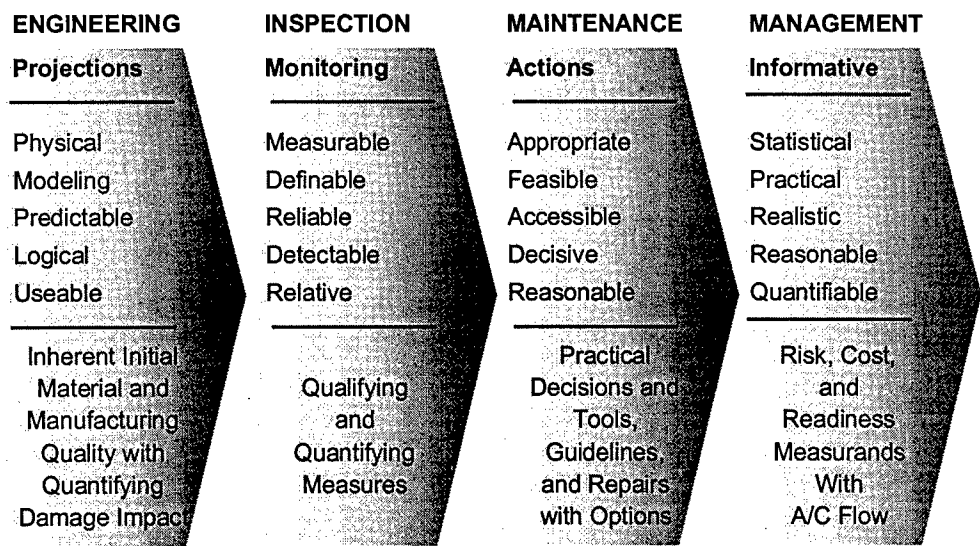 ENGINEERING
Projections
Physical
Modeling
Predictable
Logical
Useable
Inherent Initial
Material and
Manufacturing
Quality with
Quantifying
Damage Impact
INSPECTION
Monitoring
Measurable
Definable
Reliable
Detectable
Relative
Qualifying
and
Quantifying
Measures
MAINTENANCE
Actions
Appropriate
Feasible
Accessible
Decisive
Reasonable
Practical
Decisions and
Tools,
Guidelines,
and Repairs
with Options
MANAGEMENT
Informative
Statistical
Practical
Realistic
Reasonable
Quantifiable
Risk, Cost,
and
Readiness
Measurands
With
A/C Flow